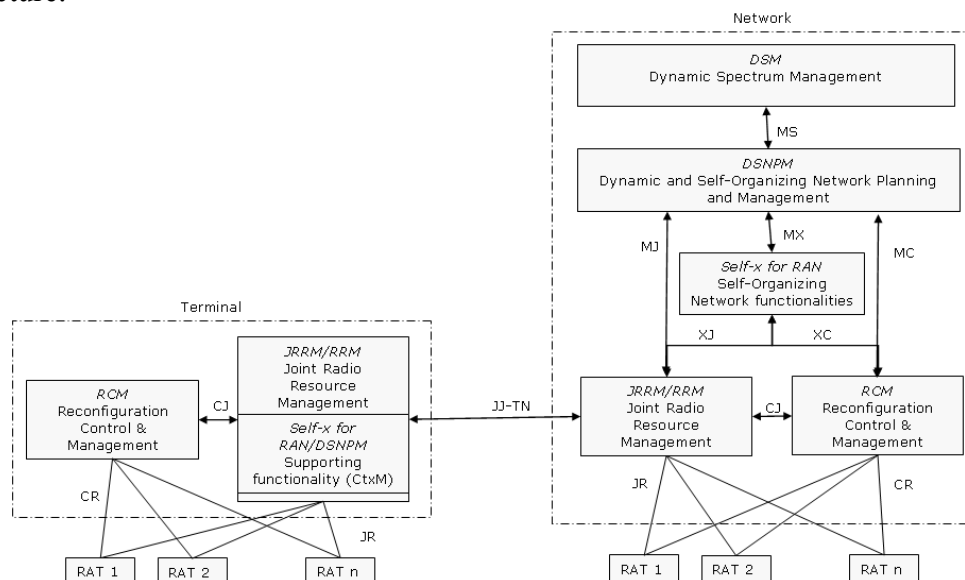 cture.
Network
DSM
Dynamic Spectrum Management
MS
DSNPM
Dynamic and Self-Organizing Network Planning
and Management
MJ
MX
MC
Self-x for RAN
Self-Organizing
Network functionalities
XJ
XC
Terminal
JRRM/RRM
Joint Radio
Resource
Management
RCM
Reconfiguration
Control &
Management
CJ
Self-x for
RAN/DSNPM
Supporting
functionality (CtxM)
JJ-TN
JRRM/RRM
Joint Radio
Resource
Management
CJ
RCM
Reconfiguration
Control &
Management
CR
JR
JR
CR
RAT 1
RAT 2
RAT n
RAT 1
RAT 2
RAT n